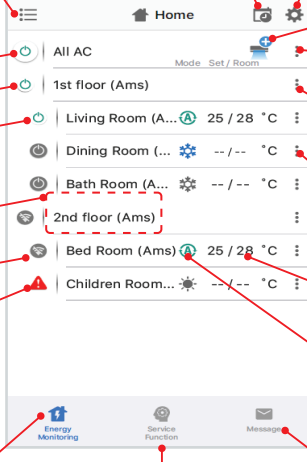 Home
All AC
Mode Set / Room
1st floor (Ams)
Living Room (A... A 25 / 28 °C
Dining Room (... -- / -- °C
Bath Room (A... -- / -- °C
2nd floor (Ams)
Bed Room (Ams) A 25 / 28 °C
Children Room... -- / -- °C
Energy Monitoring
Service Function
Message